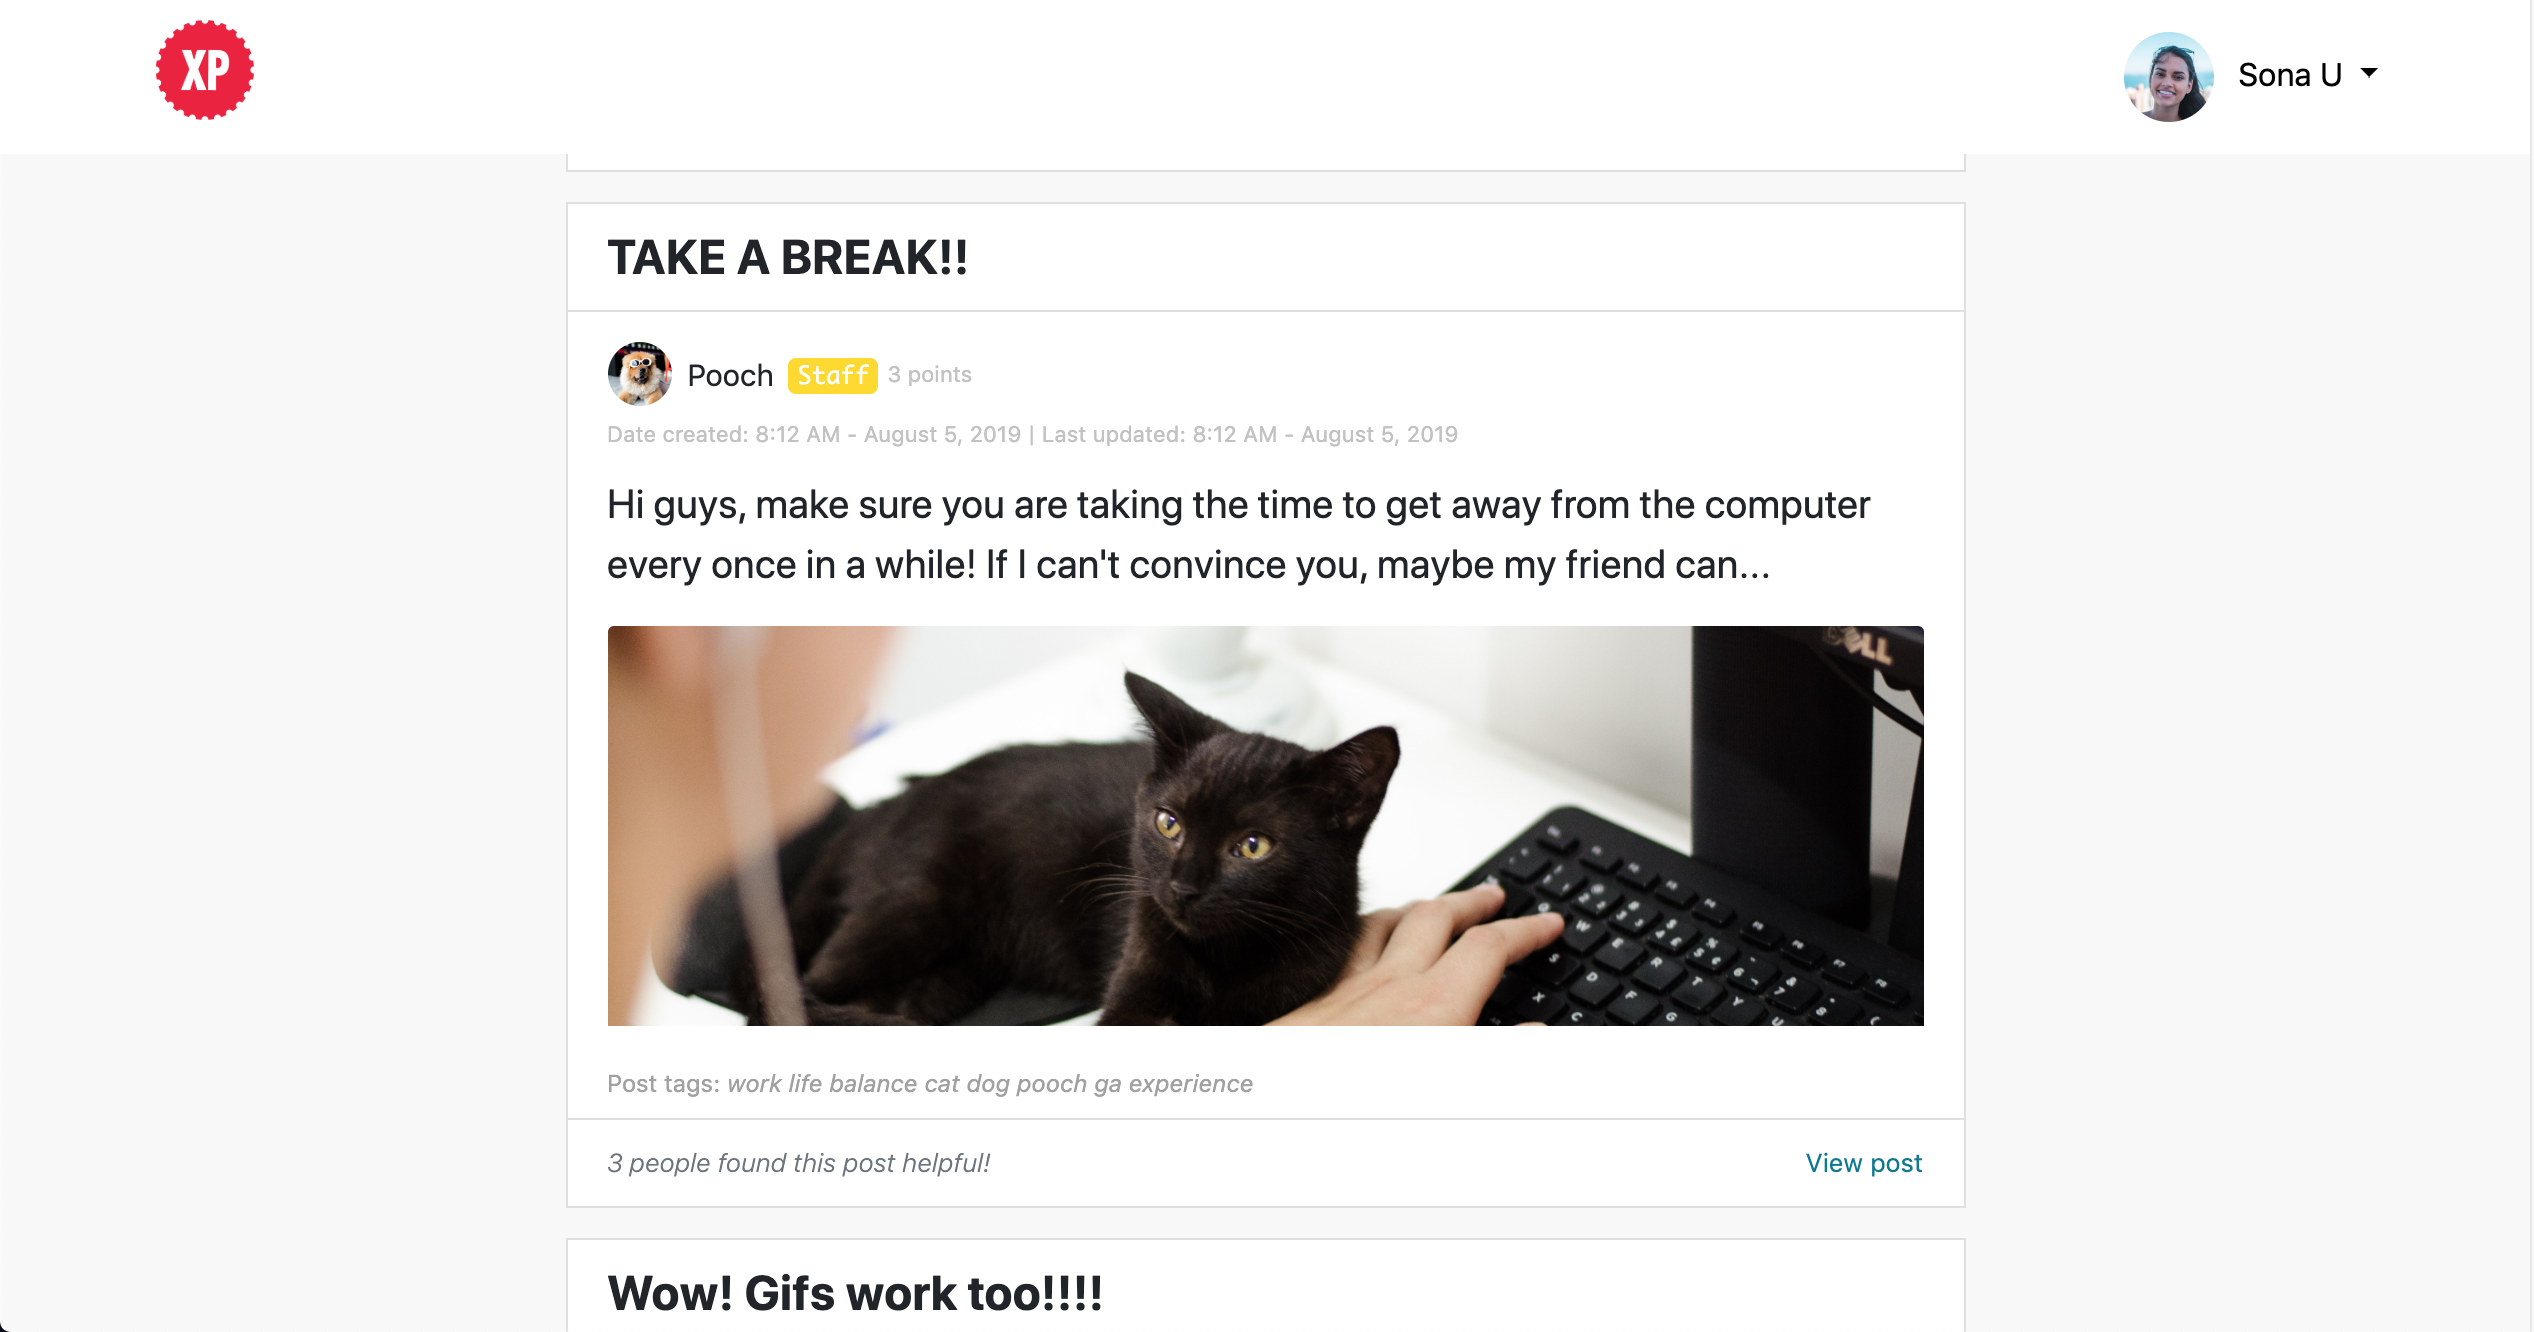 XP
Sona U
TAKE A BREAK!!
Pooch Staff 3 points
Date created: 8:12 AM - August 5, 2019 | Last updated: 8:12 AM - August 5, 2019
Hi guys, make sure you are taking the time to get away from the computer
every once in a while! If I can't convince you, maybe my friend can...
DELL
Post tags: work life balance cat dog pooch ga experience
3 people found this post helpful!
View post
Wow! Gifs work too!!!!